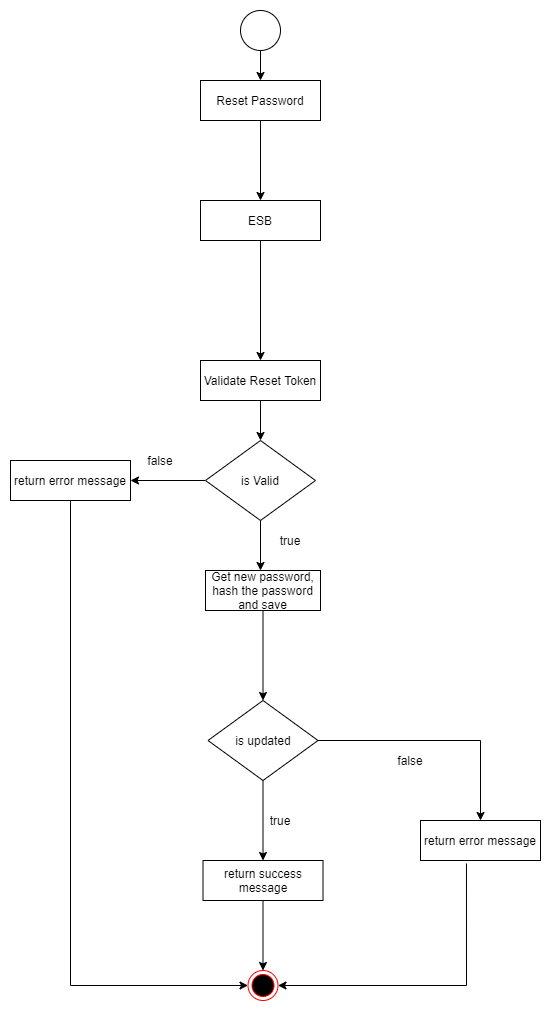 Reset Password
ESB
Validate Reset Token
is Valid
false
return error message
true
Get new password,
hash the password
and save
is updated
false
true
return error message
return success
message